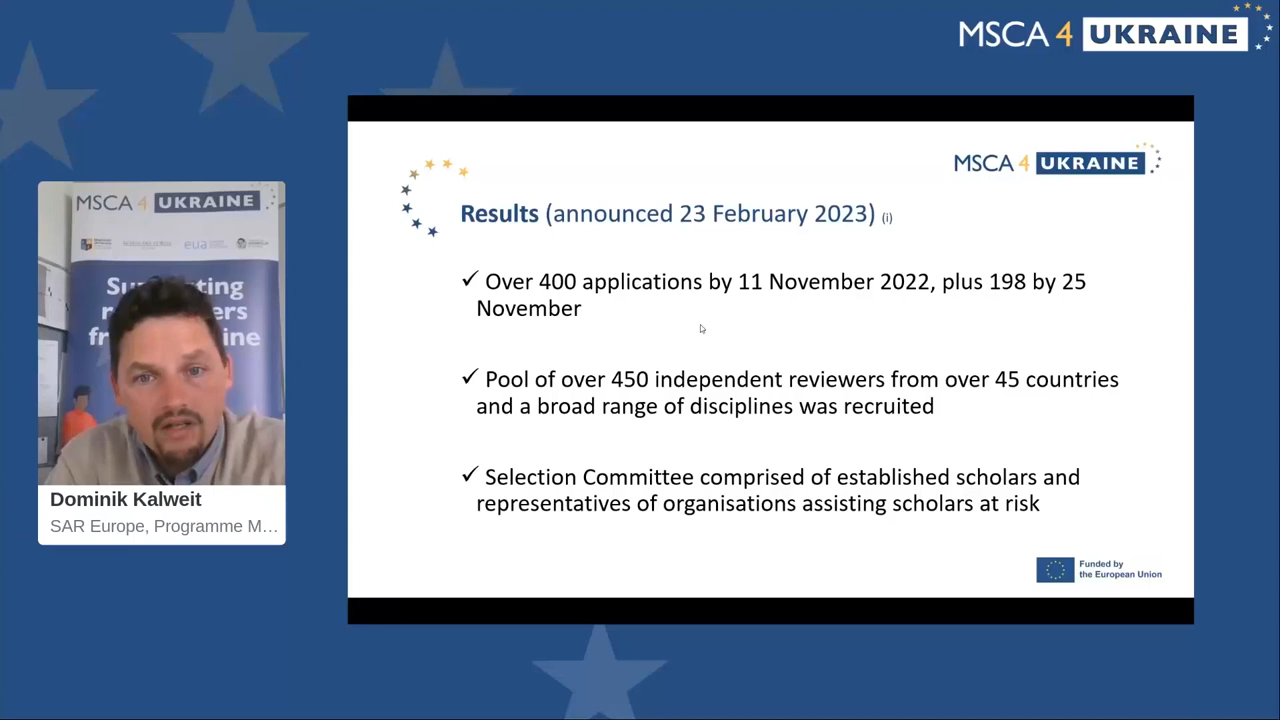 MSCA 4 UKRAINE
MSCA 4 UKRAINE
eua
Supporting
Dominik Kalweit
SAR Europe, Programme M…
MSCA 4 UKRAINE
Results (announced 23 February 2023) (i)
✓ Over 400 applications by 11 November 2022, plus 198 by 25
November
✓ Pool of over 450 independent reviewers from over 45 countries
and a broad range of disciplines was recruited
✓ Selection Committee comprised of established scholars and
representatives of organisations assisting scholars at risk
Funded by
the European Union